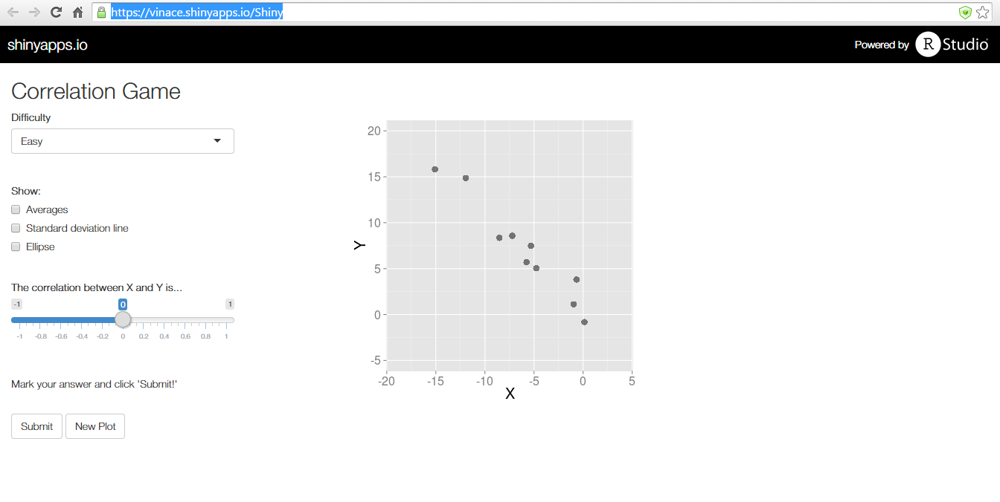 https://vinace.shinyapps.io/Shiny
shinyapps.io
Powered by R Studio
Correlation Game
Difficulty
Easy
Show:
Averages
Standard deviation line
Ellipse
The correlation between X and Y is...
-1 0 1
-1 -0.8 -0.6 -0.4 -0.2 0 0.2 0.4 0.6 0.8 1
Mark your answer and click 'Submit!'
Submit New Plot
20
15
10
Y
5
0
-5
-20 -15 -10 -5 0 5
X